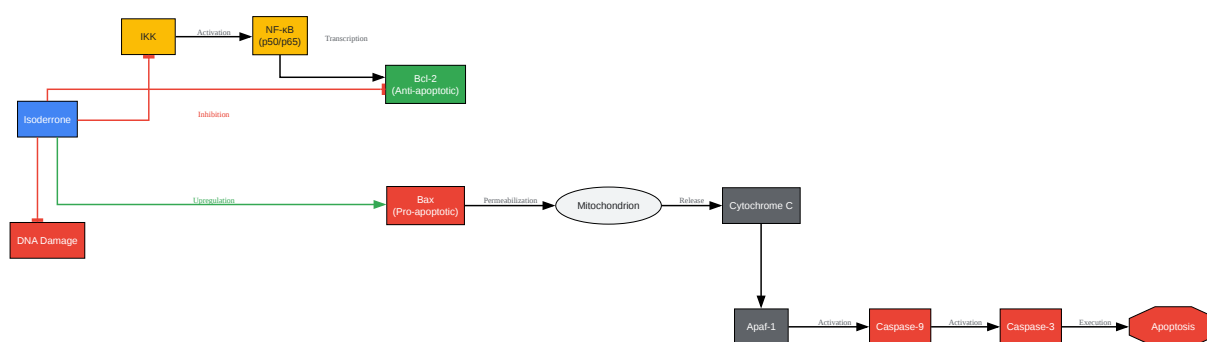 IKK
Activation
NF-κB
(p50/p65)
Transcription
Bcl-2
(Anti-apoptotic)
Isoderrone
Inhibition
Upregulation
Bax
(Pro-apoptotic)
Permeabilization
Mitochondrion
Release
Cytochrome C
DNA Damage
Apaf-1
Activation
Caspase-9
Activation
Caspase-3
Execution
Apoptosis